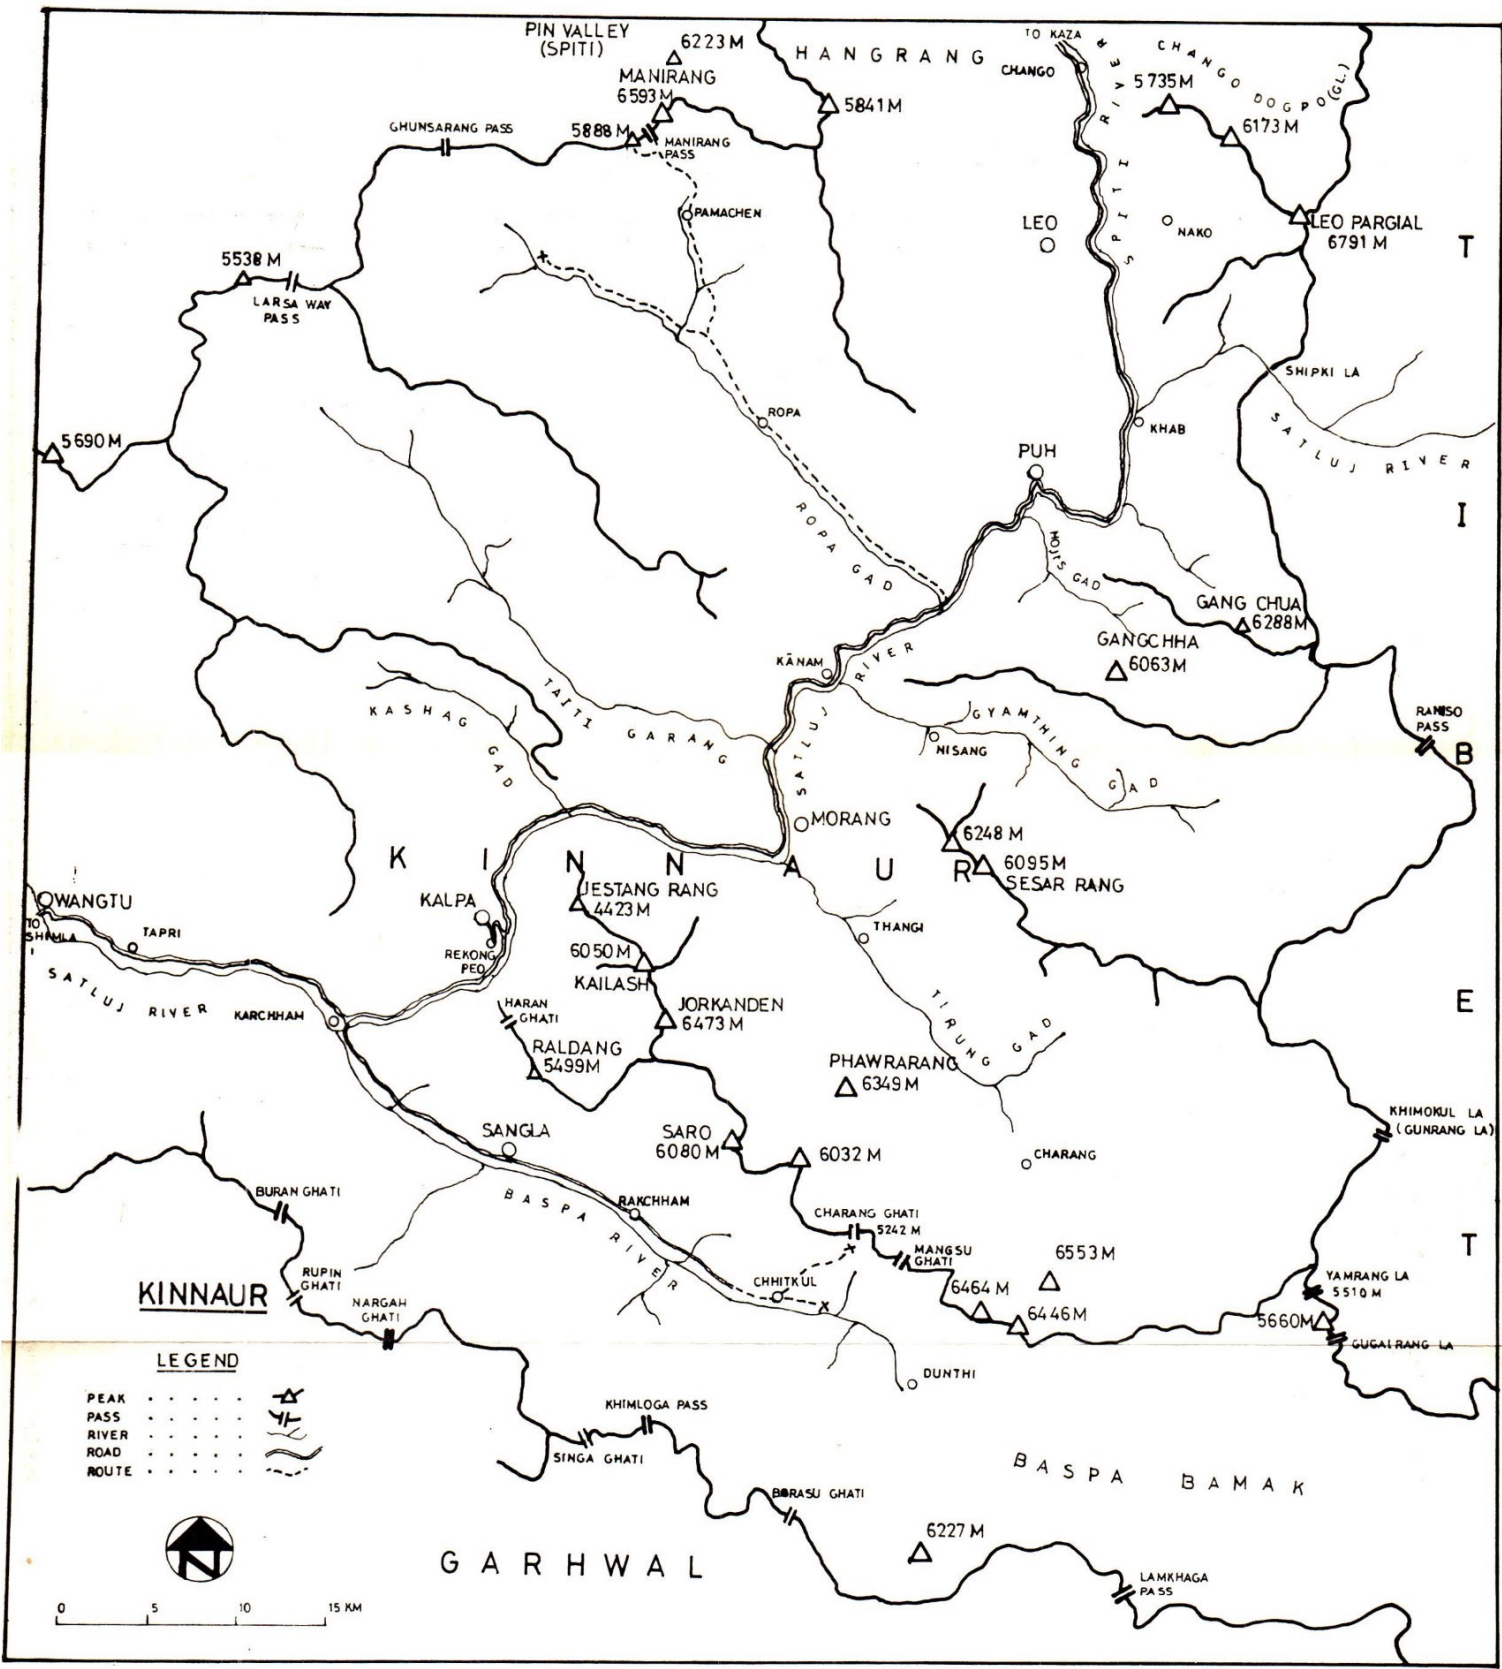 PIN VALLEY
(SPITI)
6223 M
MANIRANG
6593 M
5888 M
MANIRANG
PASS
GHUNSARANG PASS
HANGRANG
5841 M
TO KAZA
CHANGO
SPITI RIVER
CHANGO DOGPO (GL.)
5735 M
6173 M
LEO PARGIAL
6791 M
LEO
NAKO
PAMACHEN
5538 M
LARSA WAY
PASS
SHIPKI LA
SATLUJ RIVER
KHAB
ROPA
5690 M
PUH
ROPA GAD
HOJIS GAD
GANG CHUA
6288 M
GANGCHHA
6063 M
KĀNAM
SATLUJ RIVER
TAITI GARANG
KASHAG GAD
GYAMTHING GAD
NISANG
RANISO
PASS
TIBET
MORANG
6248 M
6095 M
SESAR RANG
KINNAUR
JESTANG RANG
4423 M
KALPA
REKONG
PEO
WANGTU
TO
SHIMLA
TAPRI
SATLUJ RIVER
KARCHHAM
6050 M
KAILASH
JORKANDEN
6473 M
HARAN
GHATI
RALDANG
5499 M
THANGI
TIRUNG GAD
PHAWRARANG
6349 M
KHIMOKUL LA
(GUNRANG LA)
SANGLA
SARO
6080 M
6032 M
CHARANG
BURAN GHATI
BASPA RIVER
RAKCHHAM
CHARANG GHATI
5242 M
MANGSU
GHATI
6553 M
RUPIN
GHATI
NARGAH
GHATI
CHHITKUL
6464 M
6446 M
YAMRANG LA
5510 M
5660 M
GUGAIRANG LA
DUNTHI
KINNAUR
LEGEND
PEAK . . . . .
PASS . . . . .
RIVER . . . . .
ROAD . . . . .
ROUTE . . . . .
KHIMLOGA PASS
SINGA GHATI
BASPA BAMAK
BORASU GHATI
6227 M
GARHWAL
LAMKHAGA
PASS
N
0 5 10 15 KM